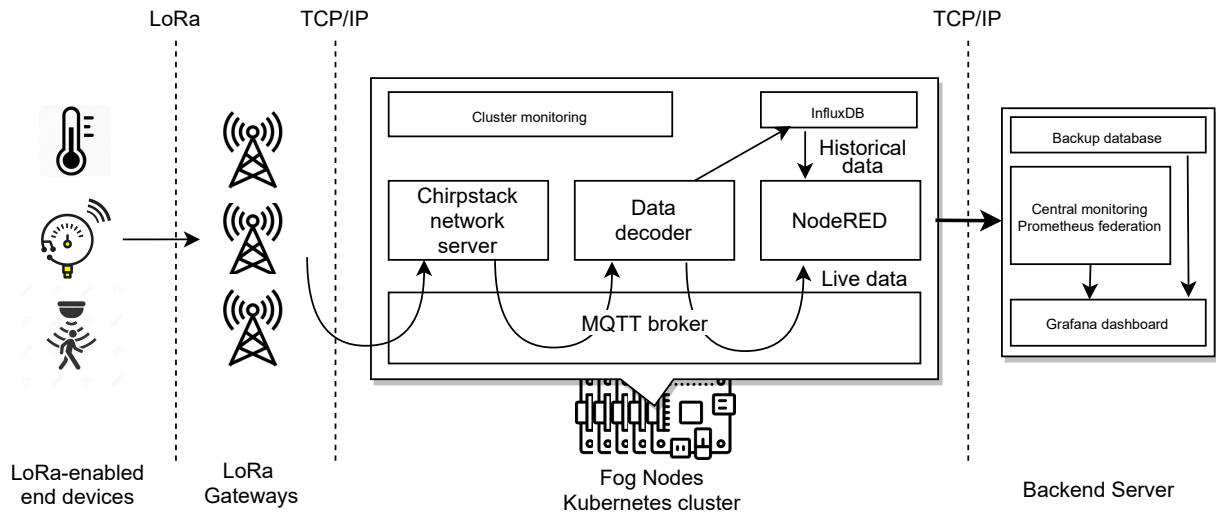 LoRa
TCP/IP
TCP/IP
Cluster monitoring
InfluxDB
Historical
data
Chirpstack
network
server
Data
decoder
NodeRED
Live data
MQTT broker
Backup database
Central monitoring
Prometheus federation
Grafana dashboard
LoRa-enabled
end devices
LoRa
Gateways
Fog Nodes
Kubernetes cluster
Backend Server